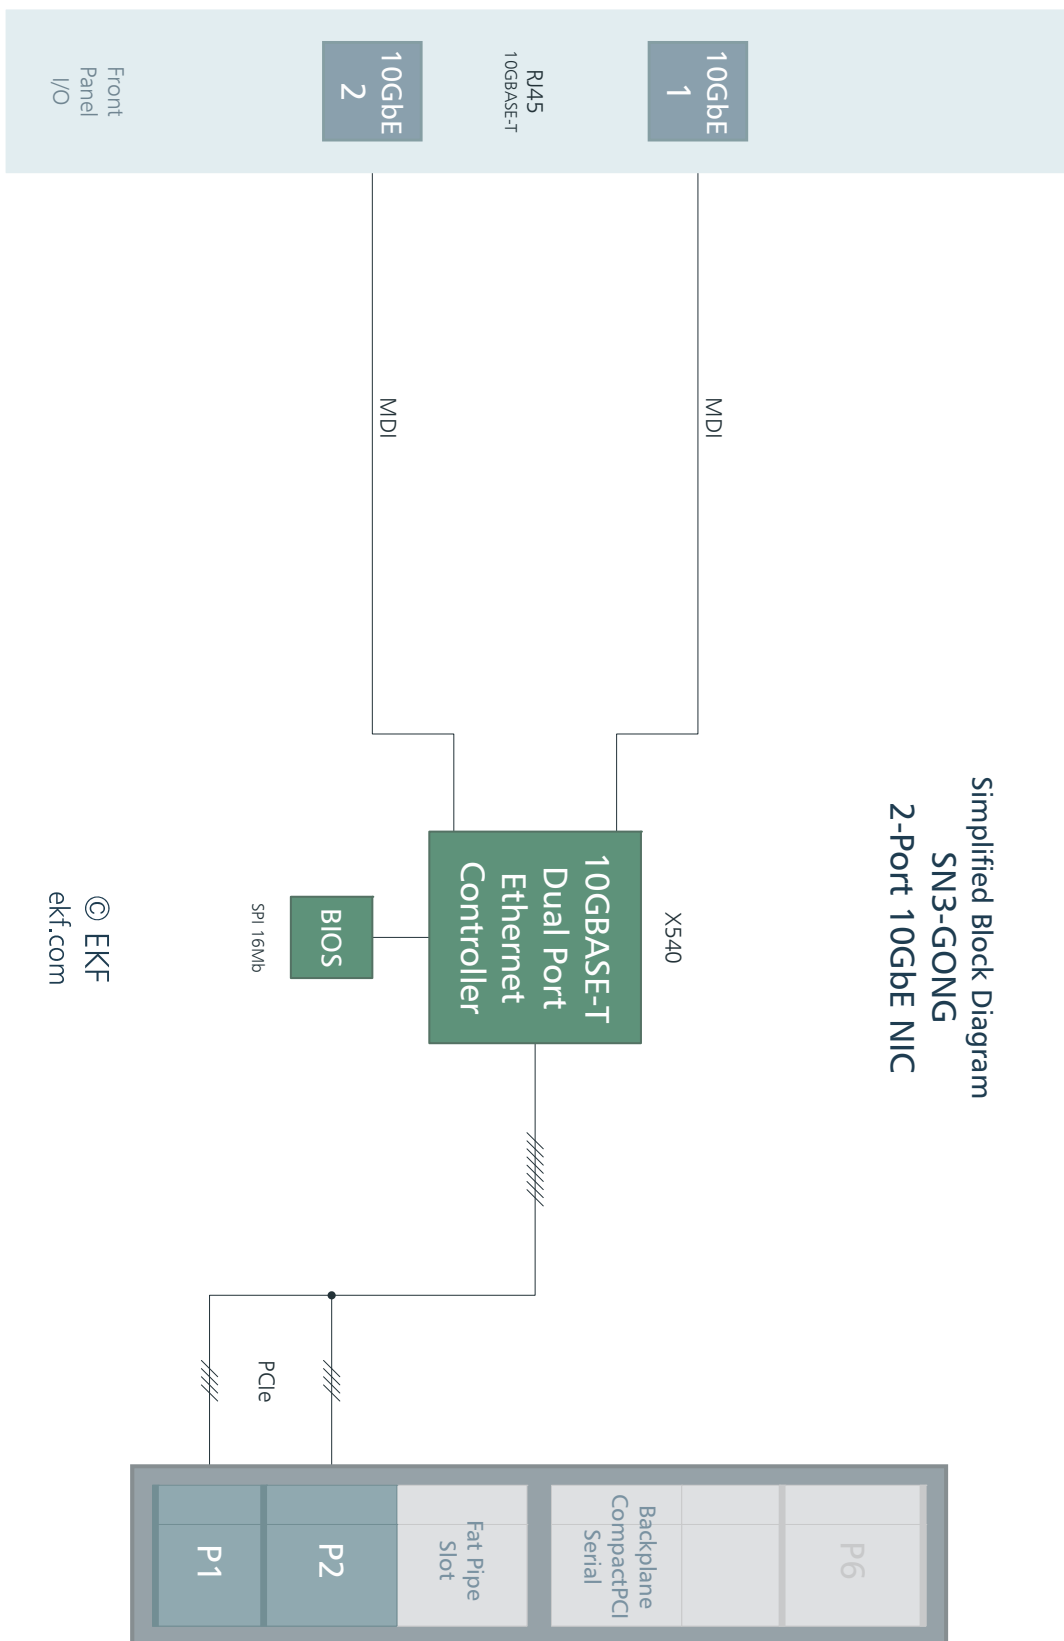 Simplified Block Diagram
SN3-GONG
2-Port 10GbE NIC
10GbE
1
RJ45
10GBASE-T
10GbE
2
Front
Panel
I/O
MDI
MDI
X540
10GBASE-T
Dual Port
Ethernet
Controller
BIOS
SPI 16Mb
© EKF
ekf.com
PCIe
P6
Backplane
CompactPCI
Serial
Fat Pipe
Slot
P2
P1